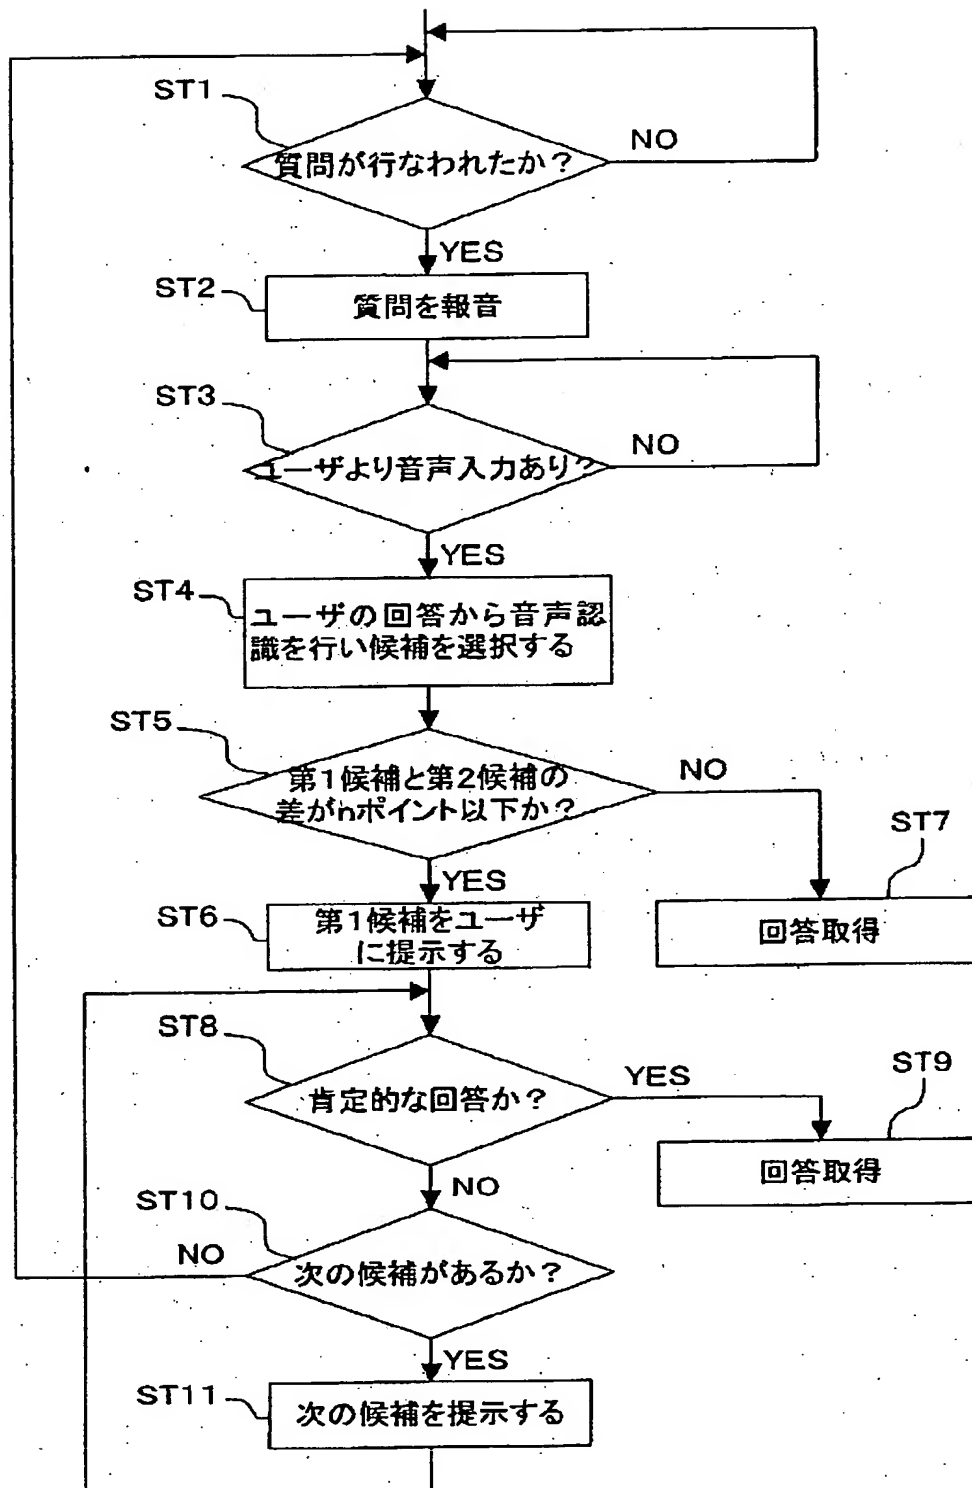 ST1
質問が行なわれたか？
NO
YES
ST2
質問を報音
ST3
ユーザより音声入力あり？
NO
YES
ST4
ユーザの回答から音声認
識を行い候補を選択する
ST5
第1候補と第2候補の
差がnポイント以下か？
NO
YES
ST7
回答取得
ST6
第1候補をユーザ
に提示する
ST8
肯定的な回答か？
YES
ST9
回答取得
NO
ST10
次の候補があるか？
NO
YES
ST11
次の候補を提示する